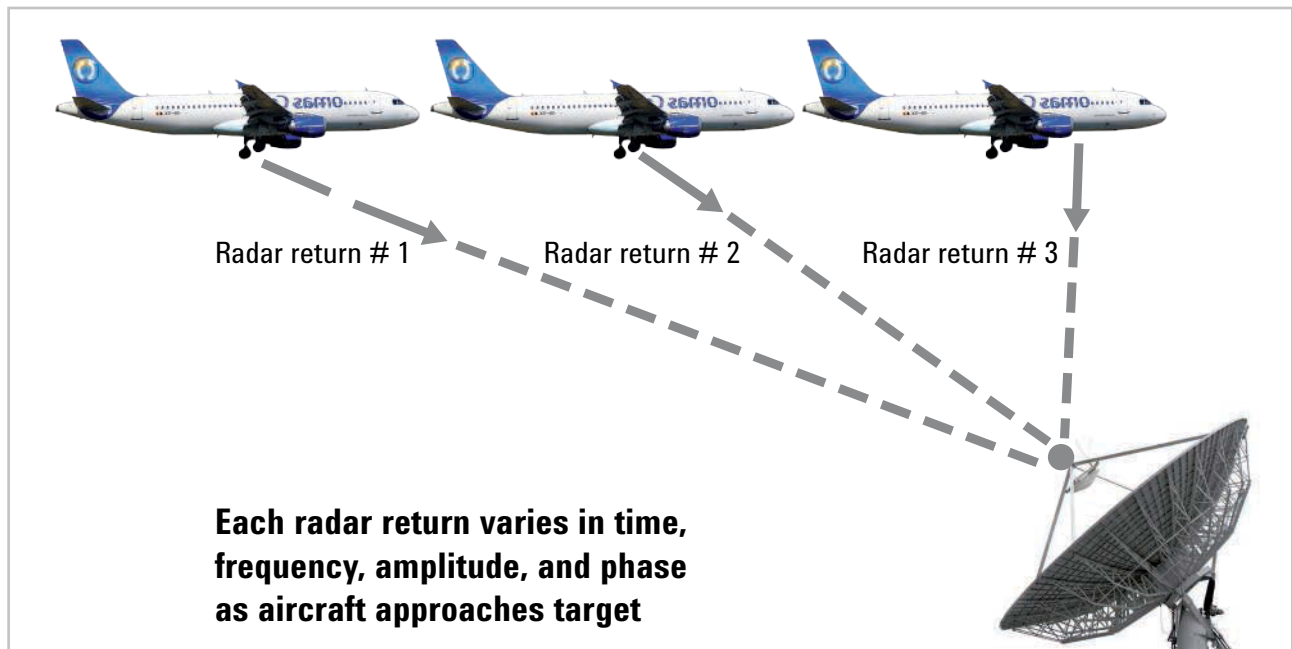 Radar return # 1
Radar return # 2
Radar return # 3
Each radar return varies in time,
frequency, amplitude, and phase
as aircraft approaches target